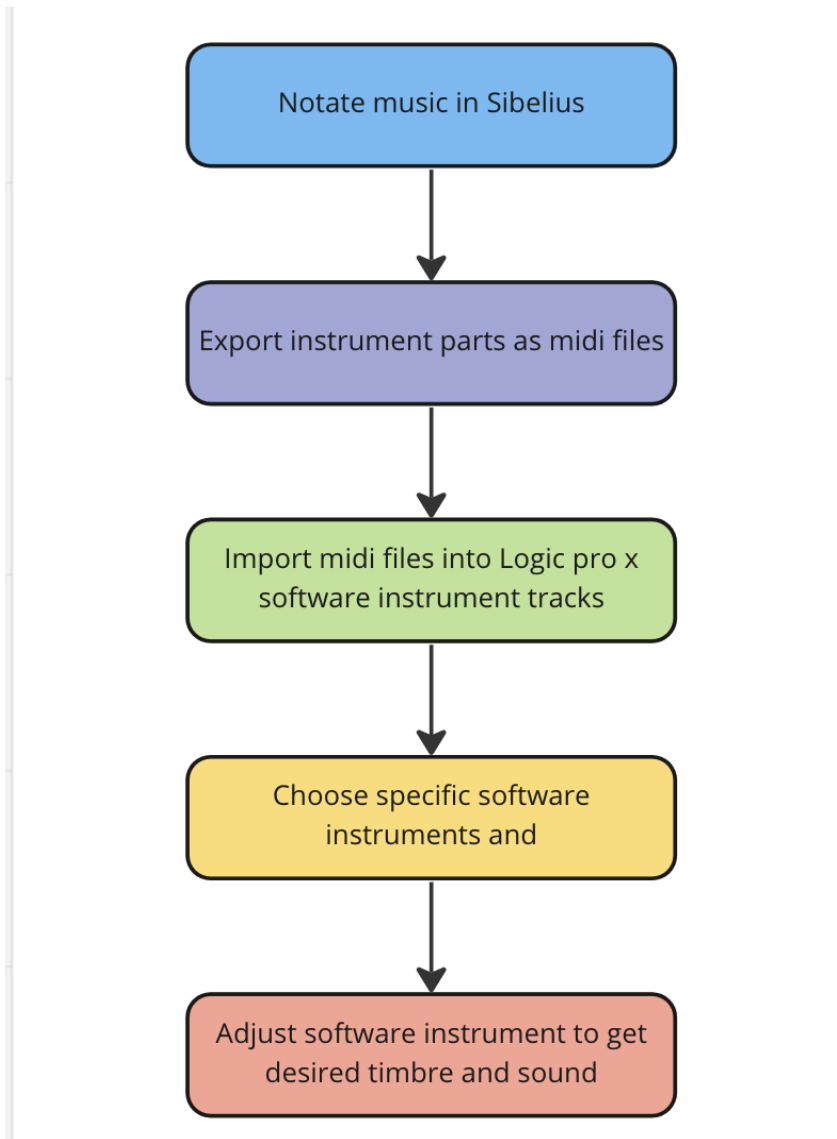 Notate music in Sibelius
Export instrument parts as midi files
Import midi files into Logic pro x
software instrument tracks
Choose specific software
instruments and
Adjust software instrument to get
desired timbre and sound